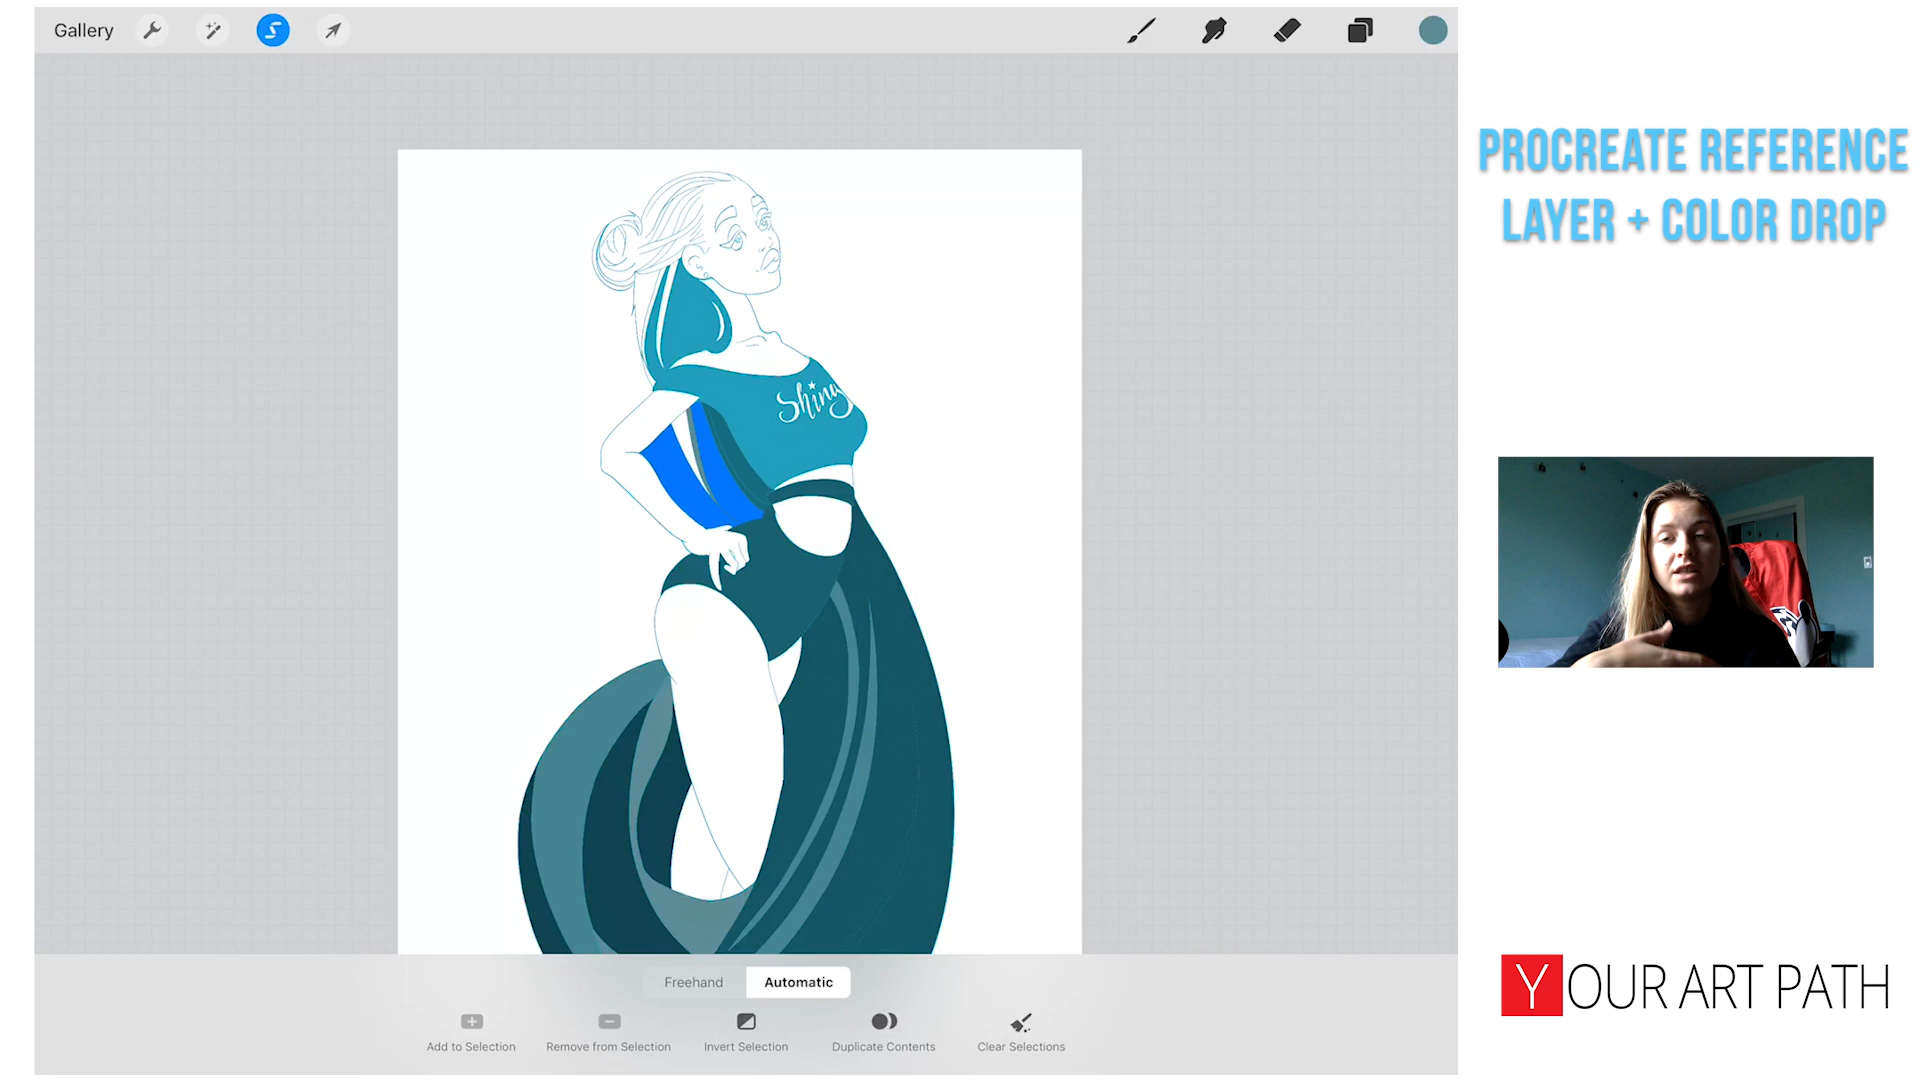 Gallery
PROCREATE REFERENCE
LAYER + COLOR DROP
Shiny
Freehand
Automatic
Add to Selection
Remove from Selection
Invert Selection
Duplicate Contents
Clear Selections
YOUR ART PATH